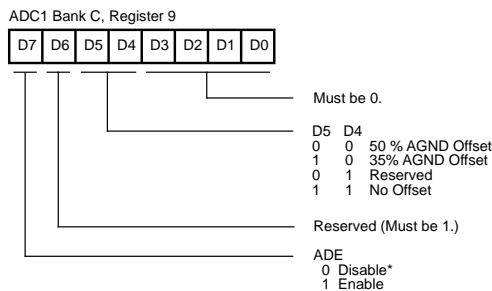 ADC1 Bank C, Register 9
D7 D6 D5 D4 D3 D2 D1 D0
Must be 0.
D5 D4
0 0 50 % AGND Offset
1 0 35% AGND Offset
0 1 Reserved
1 1 No Offset
Reserved (Must be 1.)
ADE
0 Disable*
1 Enable